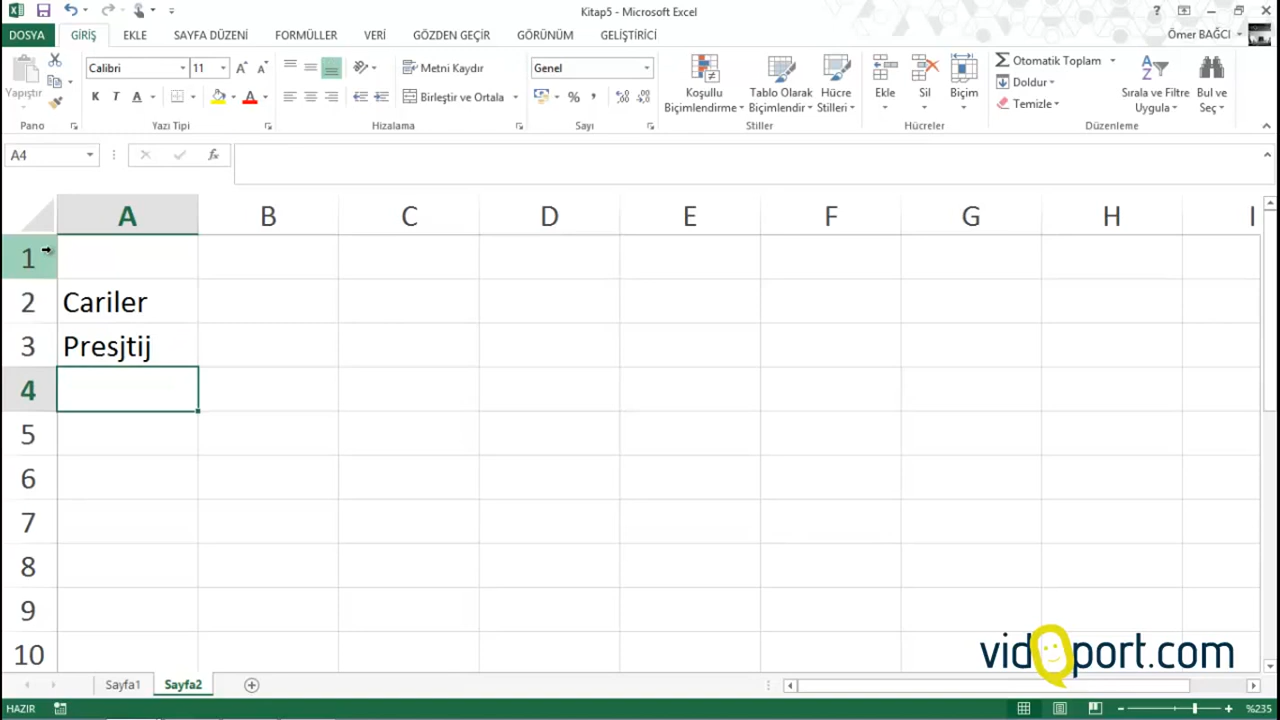 Kitap5 - Microsoft Excel
?
DOSYA GİRİŞ EKLE SAYFA DÜZENİ FORMÜLLER VERİ GÖZDEN GEÇİR GÖRÜNÜM GELİŞTİRİCİ Ömer BAĞCI
Yapıştır
Pano
Calibri 11
K T A A
Yazı Tipi
Metni Kaydır
Birleştir ve Ortala
Hizalama
Genel
%
Sayı
Koşullu Biçimlendirme
Tablo Olarak Biçimlendir
Hücre Stilleri
Stiller
Ekle Sil Biçim
Hücreler
Otomatik Toplam
Doldur
Temizle
Sırala ve Filtre Uygula
Bul ve Seç
Düzenleme
A4 fx
A B C D E F G H I
1
2 Cariler
3 Presjtij
4
5
6
7
8
9
10
vidoport.com
Sayfa1 Sayfa2
HAZIR %235